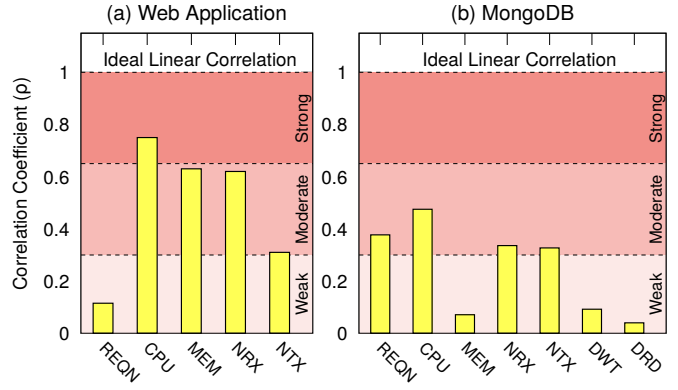 (a) Web Application
(b) MongoDB
Correlation Coefficient (ρ)
1
0.8
0.6
0.4
0.2
0
Ideal Linear Correlation
Strong
Moderate
Weak
REQN
CPU
MEM
NRX
NTX
1
0.8
0.6
0.4
0.2
0
Ideal Linear Correlation
Strong
Moderate
Weak
REQN
CPU
MEM
NRX
NTX
DWT
DRD